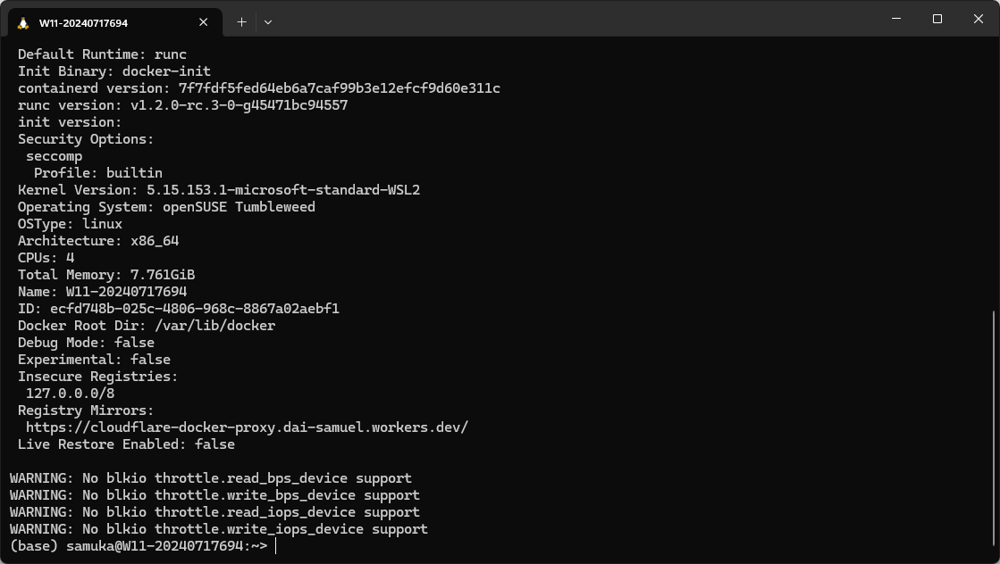 W11-20240717694
Default Runtime: runc
Init Binary: docker-init
containerd version: 7f7fdf5fed64eb6a7caf99b3e12efcf9d60e311c
runc version: v1.2.0-rc.3-0-g45471bc94557
init version:
Security Options:
seccomp
Profile: builtin
Kernel Version: 5.15.153.1-microsoft-standard-WSL2
Operating System: openSUSE Tumbleweed
OSType: linux
Architecture: x86_64
CPUs: 4
Total Memory: 7.761GiB
Name: W11-20240717694
ID: ecfd748b-025c-4806-968c-8867a02aebf1
Docker Root Dir: /var/lib/docker
Debug Mode: false
Experimental: false
Insecure Registries:
127.0.0.0/8
Registry Mirrors:
https://cloudflare-docker-proxy.dai-samuel.workers.dev/
Live Restore Enabled: false
WARNING: No blkio throttle.read_bps_device support
WARNING: No blkio throttle.write_bps_device support
WARNING: No blkio throttle.read_iops_device support
WARNING: No blkio throttle.write_iops_device support
(base) samuka@W11-20240717694:~>